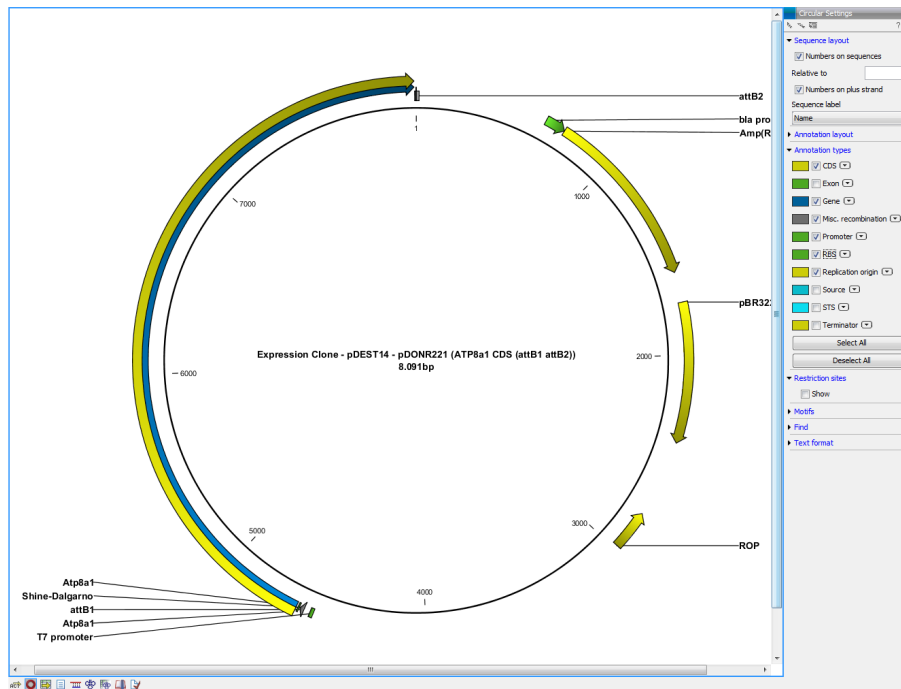 Circular Settings
?
Sequence layout
Numbers on sequences
Relative to
Numbers on plus strand
Sequence label
Name
Annotation layout
Annotation types
CDS
Exon
Gene
Misc. recombination
Promoter
RBS
Replication origin
Source
STS
Terminator
Select All
Deselect All
Restriction sites
Show
Motifs
Find
Text format
attB2
bla pro
Amp(R
pBR322
ROP
1
1000
2000
3000
4000
5000
6000
7000
Expression Clone - pDEST14 - pDONR221 (ATP8a1 CDS (attB1 attB2))
8.091bp
Atp8a1
Shine-Dalgarno
attB1
Atp8a1
T7 promoter